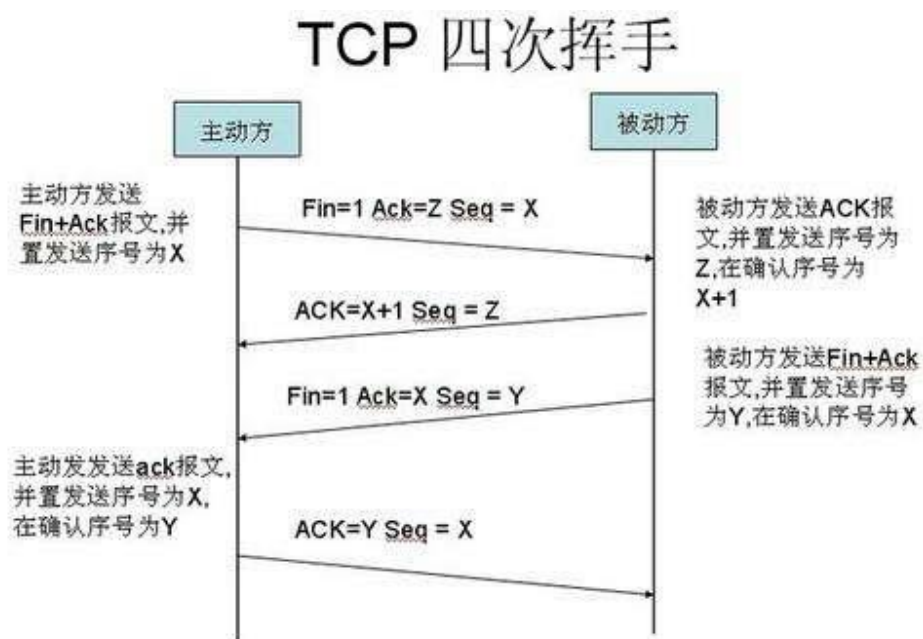 TCP 四次挥手
主动方
被动方
主动方发送
Fin+Ack报文,并
置发送序号为X
Fin=1 Ack=Z Seq = X
被动方发送ACK报
文,并置发送序号为
Z,在确认序号为
X+1
ACK=X+1 Seq = Z
被动方发送Fin+Ack
报文,并置发送序号
为Y,在确认序号为X
Fin=1 Ack=X Seq = Y
主动发发送ack报文,
并置发送序号为X,
在确认序号为Y
ACK=Y Seq = X